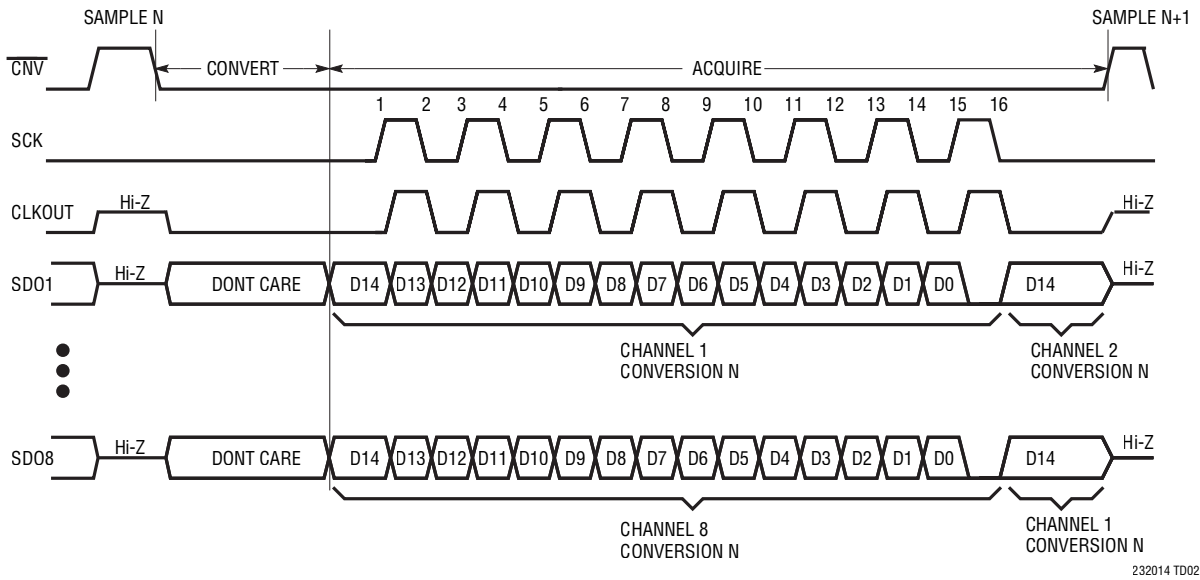 SAMPLE N
SAMPLE N+1
CNV
CONVERT
ACQUIRE
1 2 3 4 5 6 7 8 9 10 11 12 13 14 15 16
SCK
CLKOUT
Hi-Z
Hi-Z
SDO1
Hi-Z
DONT CARE
D14 D13 D12 D11 D10 D9 D8 D7 D6 D5 D4 D3 D2 D1 D0
D14
Hi-Z
CHANNEL 1
CONVERSION N
CHANNEL 2
CONVERSION N
SDO8
Hi-Z
DONT CARE
D14 D13 D12 D11 D10 D9 D8 D7 D6 D5 D4 D3 D2 D1 D0
D14
Hi-Z
CHANNEL 8
CONVERSION N
CHANNEL 1
CONVERSION N
232014 TD02